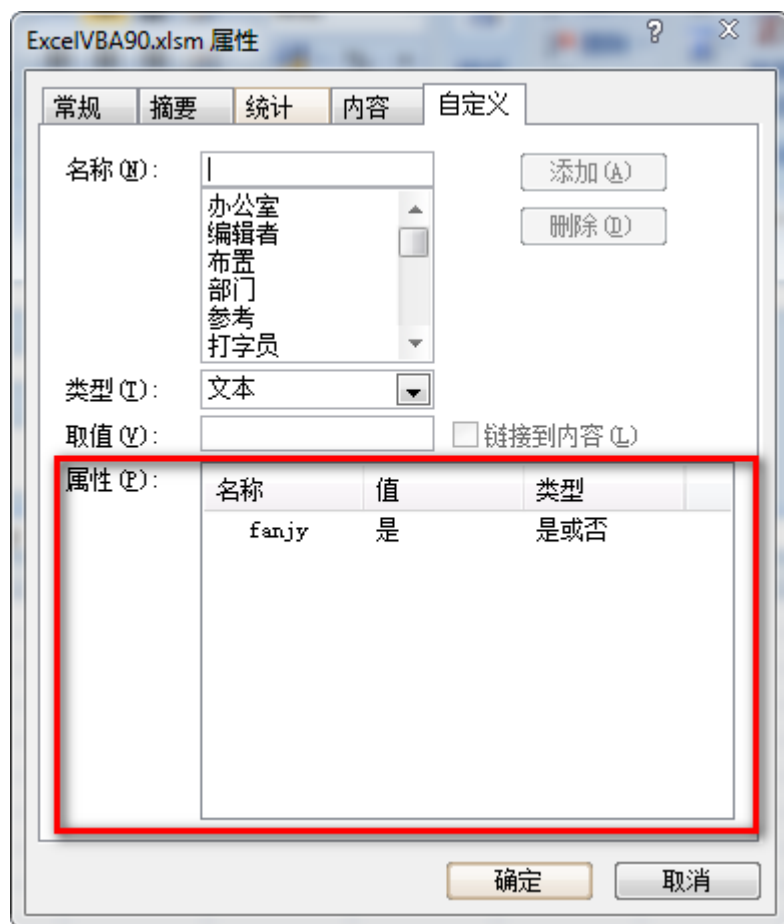 ExcelVBA90.xlsm 属性
常规 摘要 统计 内容 自定义
名称(N): 添加(A)
办公室 删除(D)
编辑者
布置
部门
参考
打字员
类型(T): 文本
取值(V): 链接到内容(L)
属性(P): 名称 值 类型
fanjy 是 是或否
确定 取消